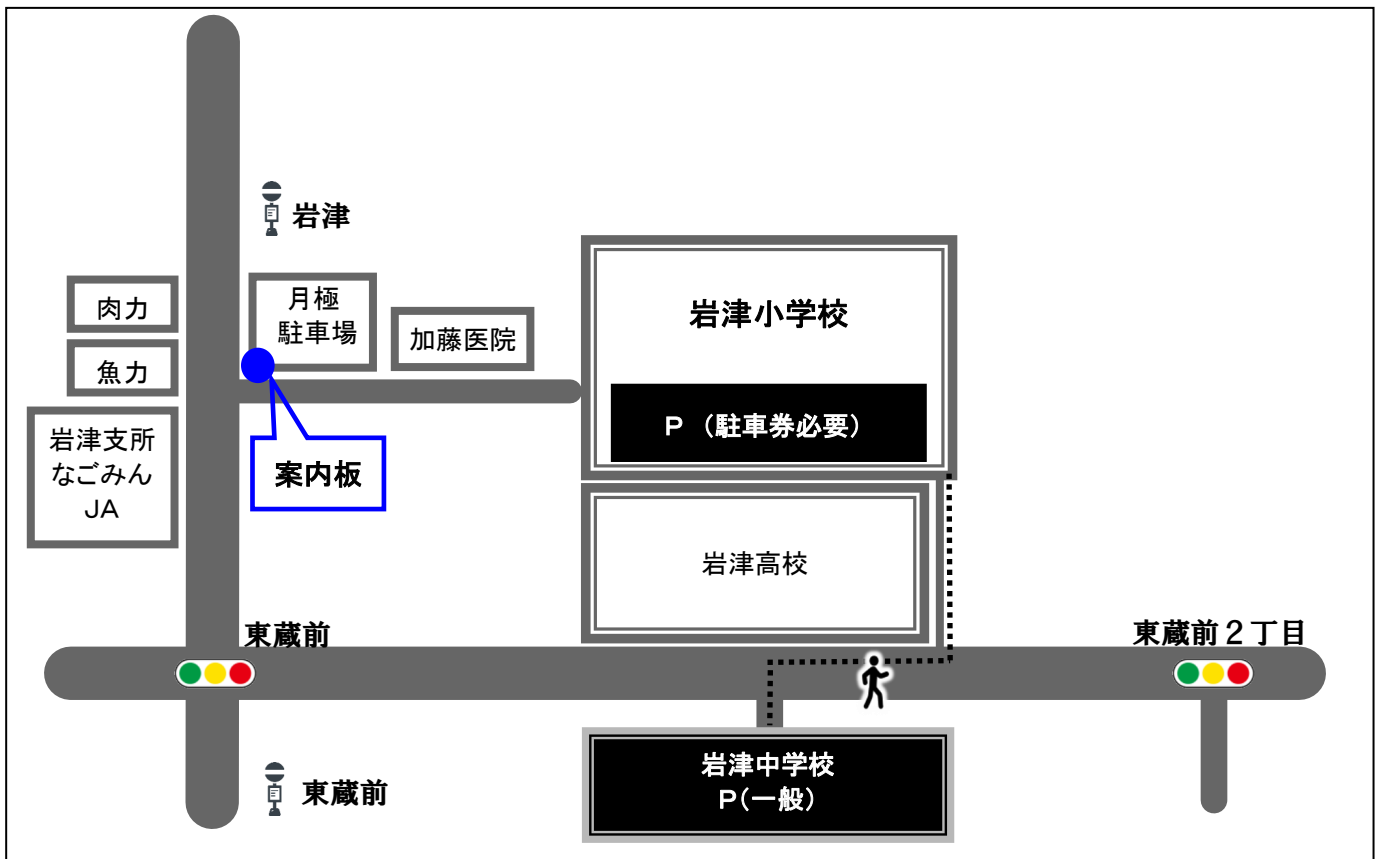 岩津
肉力
月極
駐車場
加藤医院
岩津小学校
魚力
P （駐車券必要）
岩津支所
なごみん
JA
案内板
岩津高校
東蔵前
東蔵前２丁目
岩津中学校
P(一般)
東蔵前